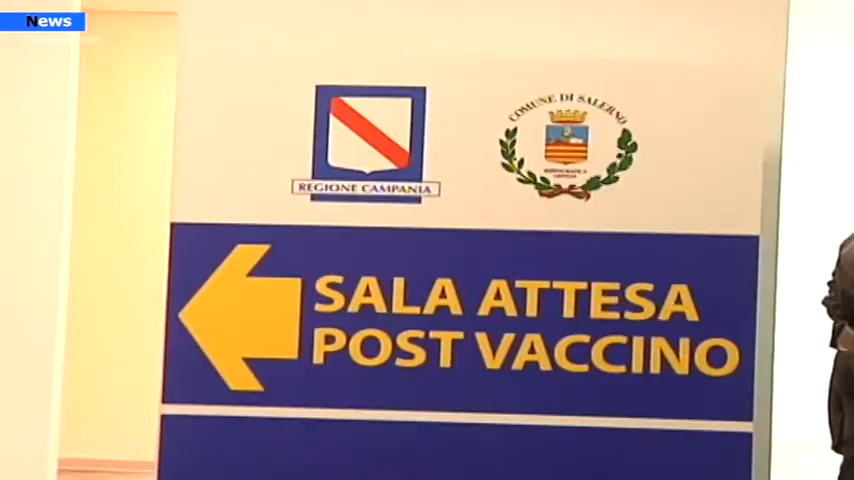 News
COMUNE DI SALERNO
REGIONE CAMPANIA
SALA ATTESA
POST VACCINO